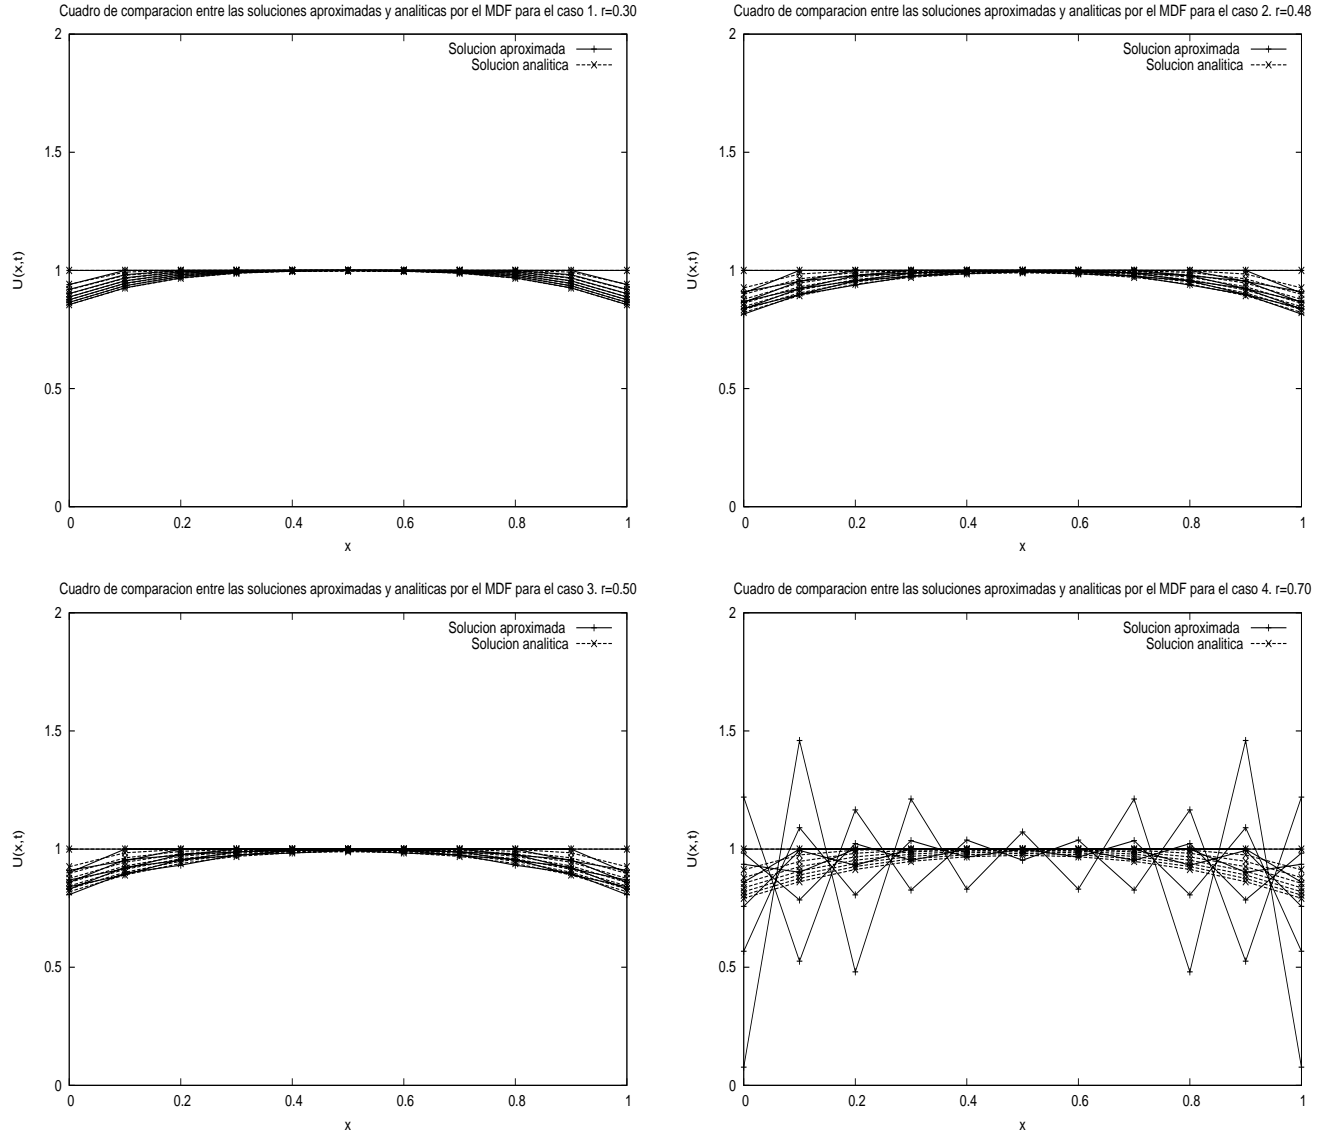 Cuadro de comparacion entre las soluciones aproximadas y analiticas por el MDF para el caso 1. r=0.30
2
Solucion aproximada
Solucion analitica
1.5
U(x,t)
1
0.5
0
0 0.2 0.4 0.6 0.8 1
x
Cuadro de comparacion entre las soluciones aproximadas y analiticas por el MDF para el caso 2. r=0.48
2
Solucion aproximada
Solucion analitica
1.5
U(x,t)
1
0.5
0
0 0.2 0.4 0.6 0.8 1
x
Cuadro de comparacion entre las soluciones aproximadas y analiticas por el MDF para el caso 3. r=0.50
2
Solucion aproximada
Solucion analitica
1.5
U(x,t)
1
0.5
0
0 0.2 0.4 0.6 0.8 1
x
Cuadro de comparacion entre las soluciones aproximadas y analiticas por el MDF para el caso 4. r=0.70
2
Solucion aproximada
Solucion analitica
1.5
U(x,t)
1
0.5
0
0 0.2 0.4 0.6 0.8 1
x